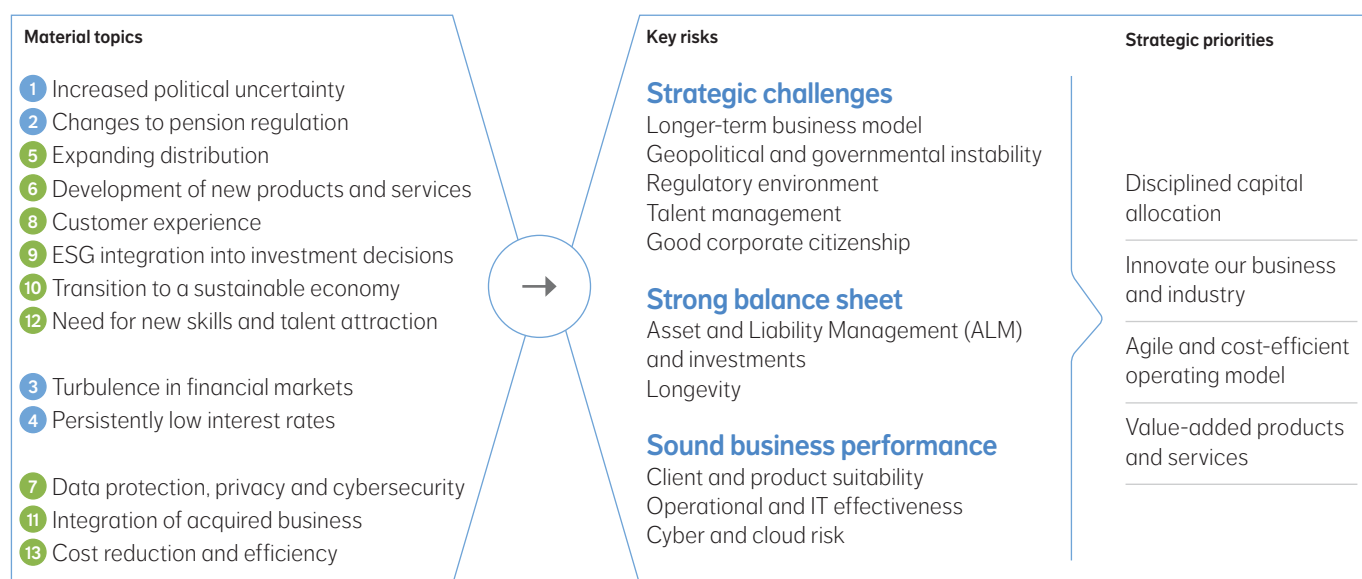 Material topics
1 Increased political uncertainty
2 Changes to pension regulation
5 Expanding distribution
6 Development of new products and services
8 Customer experience
9 ESG integration into investment decisions
10 Transition to a sustainable economy
12 Need for new skills and talent attraction
3 Turbulence in financial markets
4 Persistently low interest rates
7 Data protection, privacy and cybersecurity
11 Integration of acquired business
13 Cost reduction and efficiency
→
Key risks
Strategic challenges
Longer-term business model
Geopolitical and governmental instability
Regulatory environment
Talent management
Good corporate citizenship
Strong balance sheet
Asset and Liability Management (ALM)
and investments
Longevity
Sound business performance
Client and product suitability
Operational and IT effectiveness
Cyber and cloud risk
Strategic priorities
Disciplined capital
allocation
Innovate our business
and industry
Agile and cost-efficient
operating model
Value-added products
and services